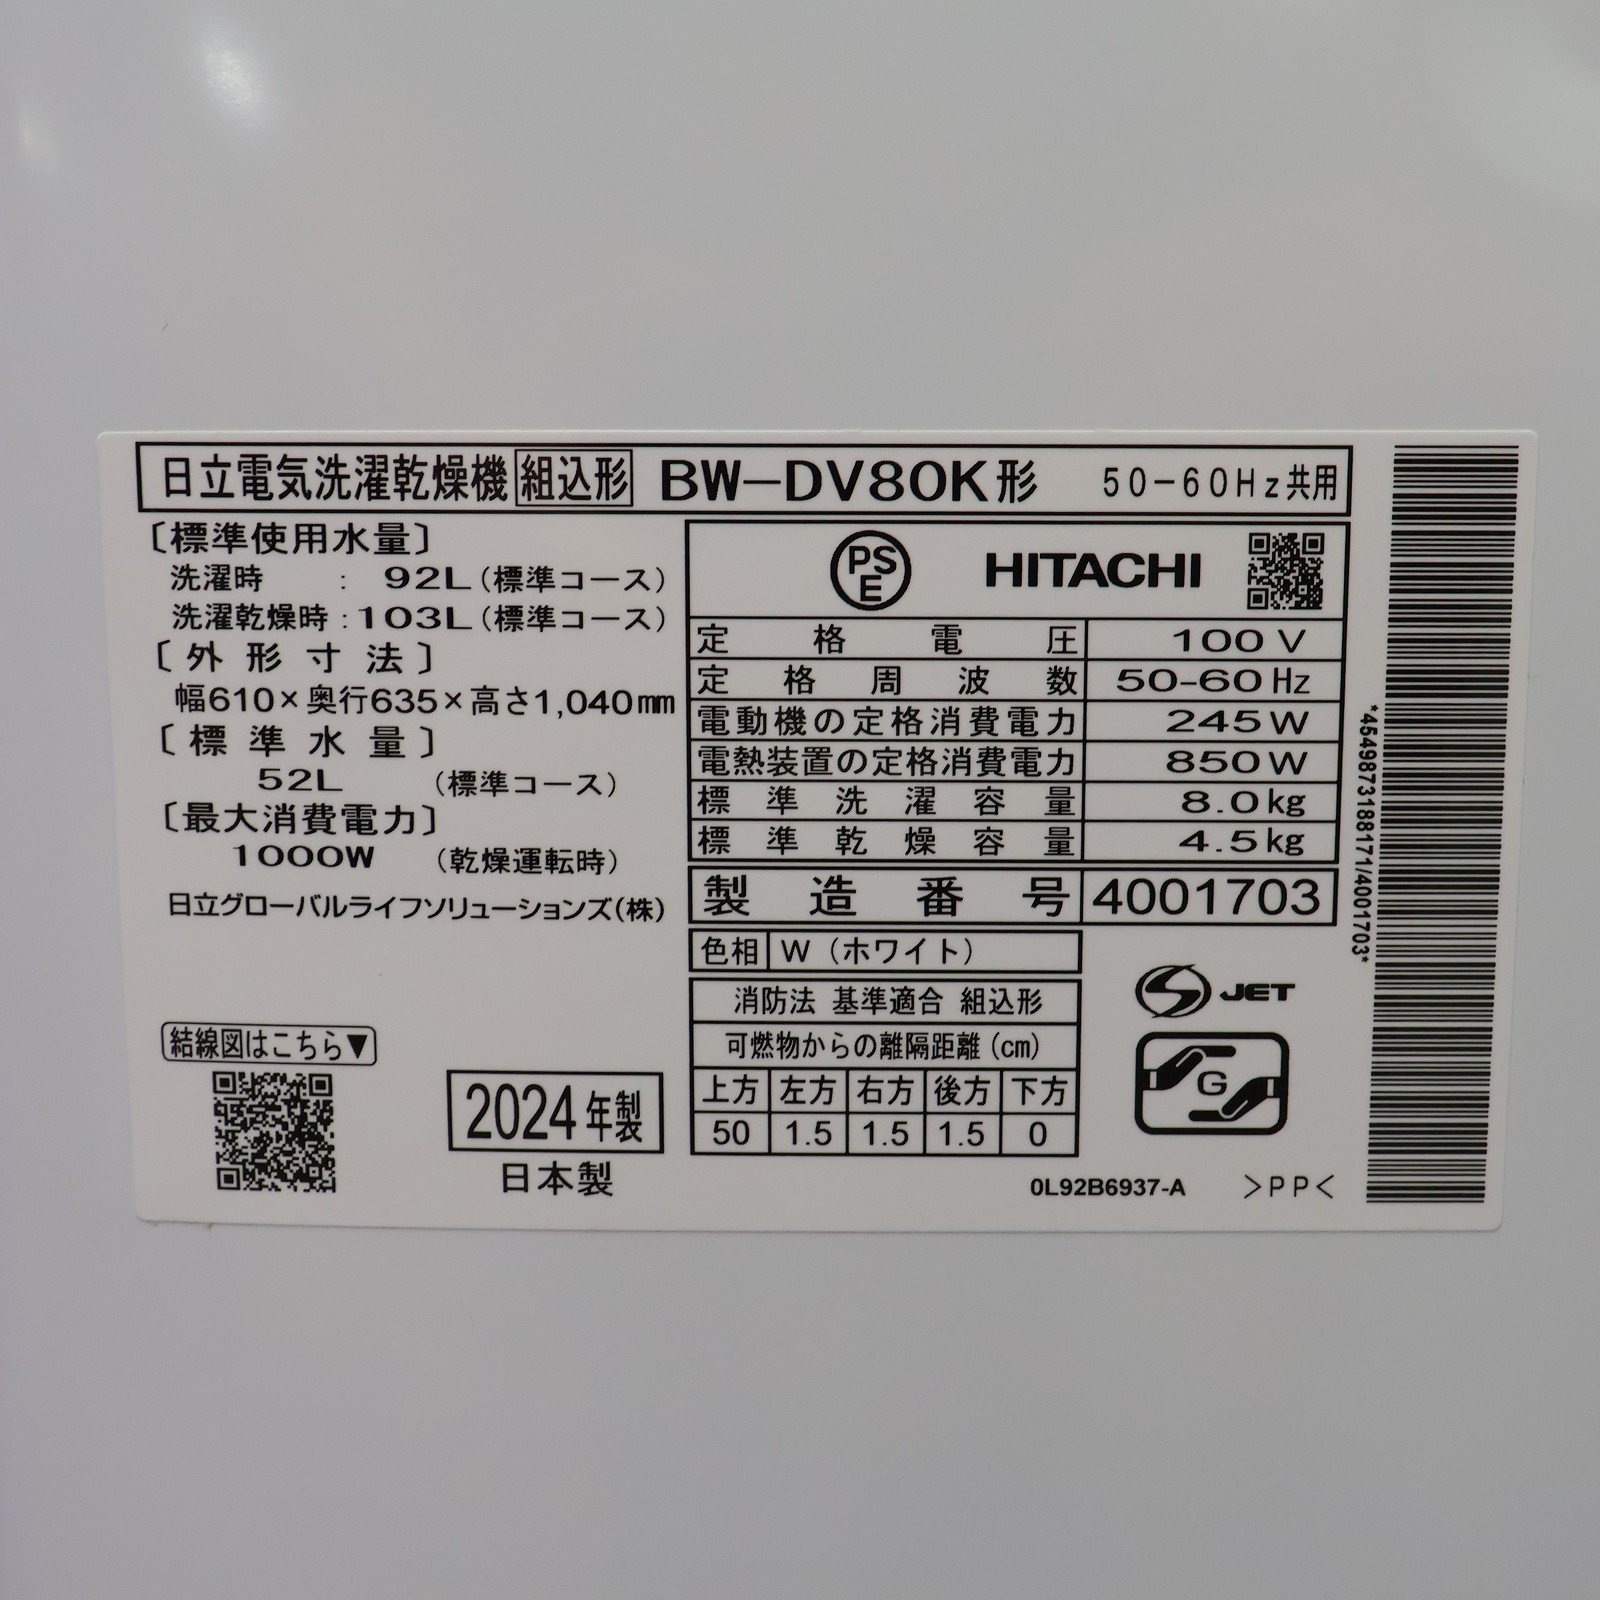 日立電気洗濯乾燥機 組込形 BW-DV80K形 50-60Hz共用
〔標準使用水量〕
洗濯時 : 92L(標準コース)
洗濯乾燥時:103L(標準コース)
〔外形寸法〕
幅610×奥行635×高さ1,040mm
〔標準水量〕
52L (標準コース)
〔最大消費電力〕
1000W (乾燥運転時)
日立グローバルライフソリューションズ(株)
結線図はこちら▼
2024年製
日本製
PS
E
HITACHI
定格電圧 100V
定格周波数 50-60Hz
電動機の定格消費電力 245W
電熱装置の定格消費電力 850W
標準洗濯容量 8.0kg
標準乾燥容量 4.5kg
製造番号 4001703
色相 W(ホワイト)
消防法 基準適合 組込形
可燃物からの離隔距離(cm)
上方 左方 右方 後方 下方
50 1.5 1.5 1.5 0
S JET
G
0L92B6937-A >PP<
*4549873188171/4001703*